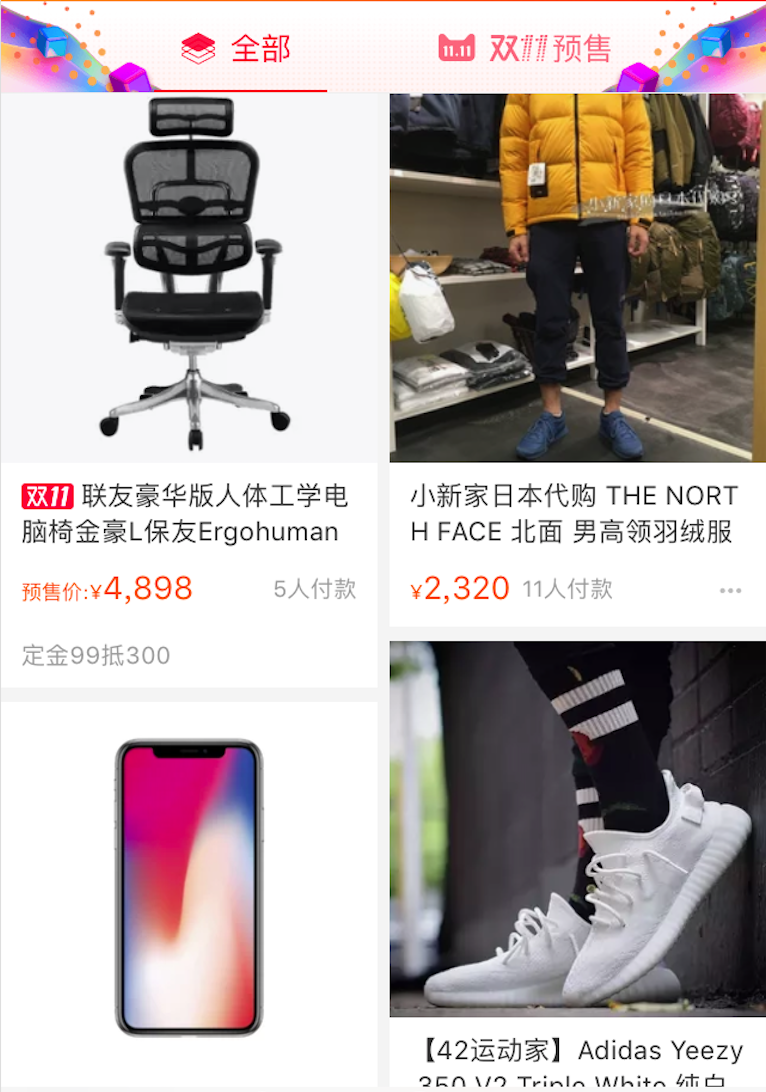 全部
11.11 双11预售
双11 联友豪华版人体工学电
脑椅金豪L保友Ergohuman
预售价:¥4,898 5人付款
定金99抵300
小新家日本代购 THE NORT
H FACE 北面 男高领羽绒服
¥2,320 11人付款
【42运动家】Adidas Yeezy
350 V2 Triple White 纯白